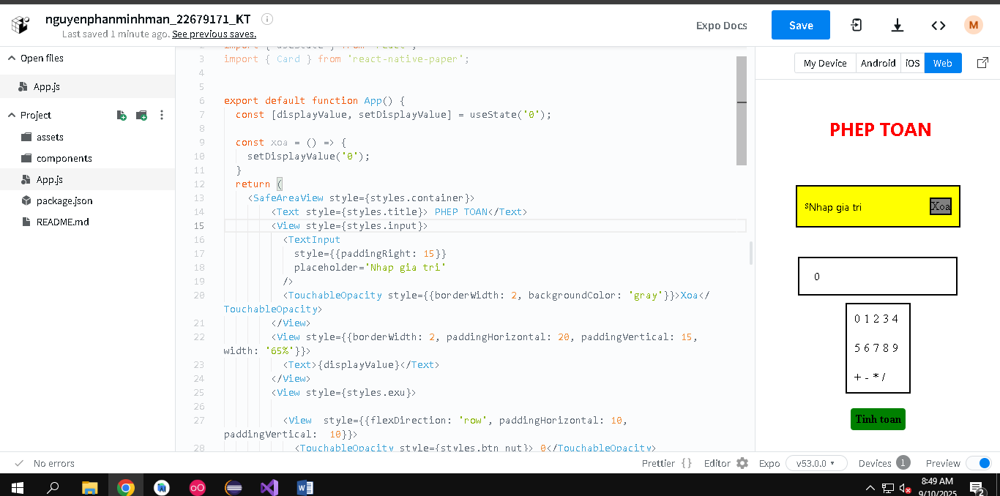 nguyenphanminhman_22679171_KT
Last saved 1 minute ago. See previous saves.
Expo Docs
Save
M
Open files
App.js
Project
assets
components
App.js
package.json
README.md
2 import { useState } from 'react';
3 import { Card } from 'react-native-paper';
4
5
6 export default function App() {
7 const [displayValue, setDisplayValue] = useState('0');
8
9 const xoa = () => {
10 setDisplayValue('0');
11 }
12 return (
13 <SafeAreaView style={styles.container}>
14 <Text style={styles.title}> PHEP TOAN</Text>
15 <View style={styles.input}>
16 <TextInput
17 style={{paddingRight: 15}}
18 placeholder='Nhap gia tri'
19 />
20 <TouchableOpacity style={{borderWidth: 2, backgroundColor: 'gray'}}>Xoa</
TouchableOpacity>
21 </View>
22 <View style={{borderWidth: 2, paddingHorizontal: 20, paddingVertical: 15,
width: '65%'}}>
23 <Text>{displayValue}</Text>
24 </View>
25 <View style={styles.exu}>
26
27 <View style={{flexDirection: 'row', paddingHorizontal: 10,
paddingVertical: 10}}>
28 <TouchableOpacity style={styles.btn_nut}> 0</TouchableOpacity>
My Device
Android
iOS
Web
PHEP TOAN
sNhap gia tri
Xoa
0
0 1 2 3 4
5 6 7 8 9
+ - * /
Tinh toan
No errors
Prettier {}
Editor
Expo
v53.0.0
Devices 1
Preview
8:49 AM
9/10/2025
2